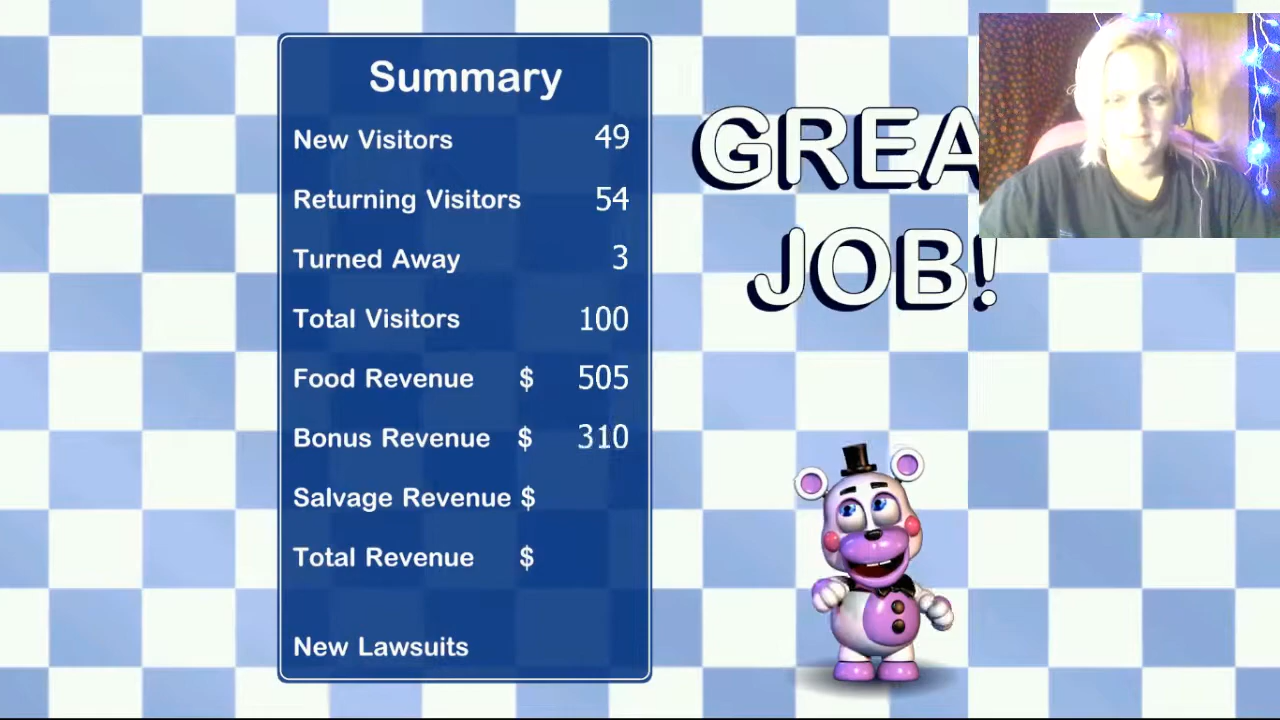 Summary
New Visitors 49
Returning Visitors 54
Turned Away 3
Total Visitors 100
Food Revenue $ 505
Bonus Revenue $ 310
Salvage Revenue $
Total Revenue $
New Lawsuits
GREA
JOB!